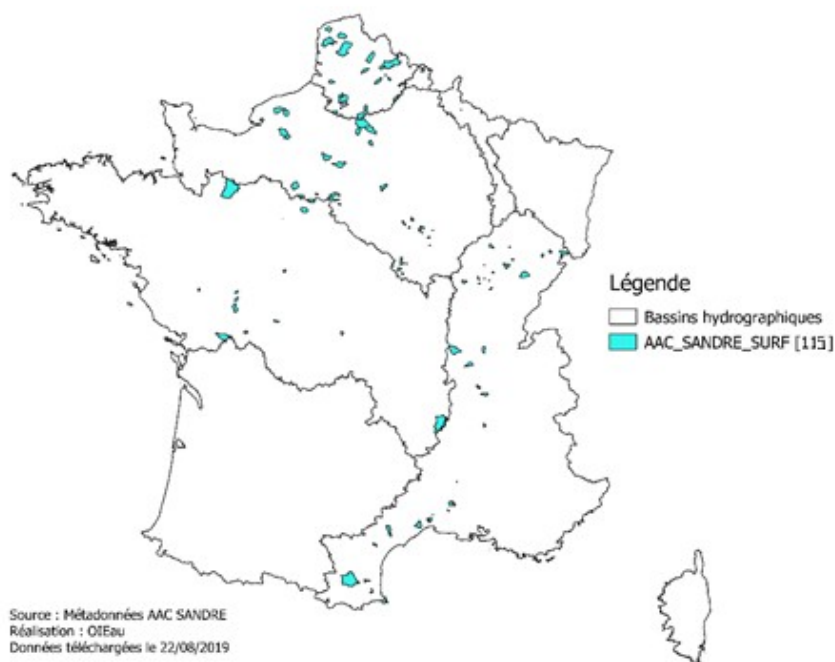 Légende
Bassins hydrographiques
AAC_SANDRE_SURF [115]
Source : Métadonnées AAC SANDRE
Réalisation : OIEau
Données téléchargées le 22/08/2019